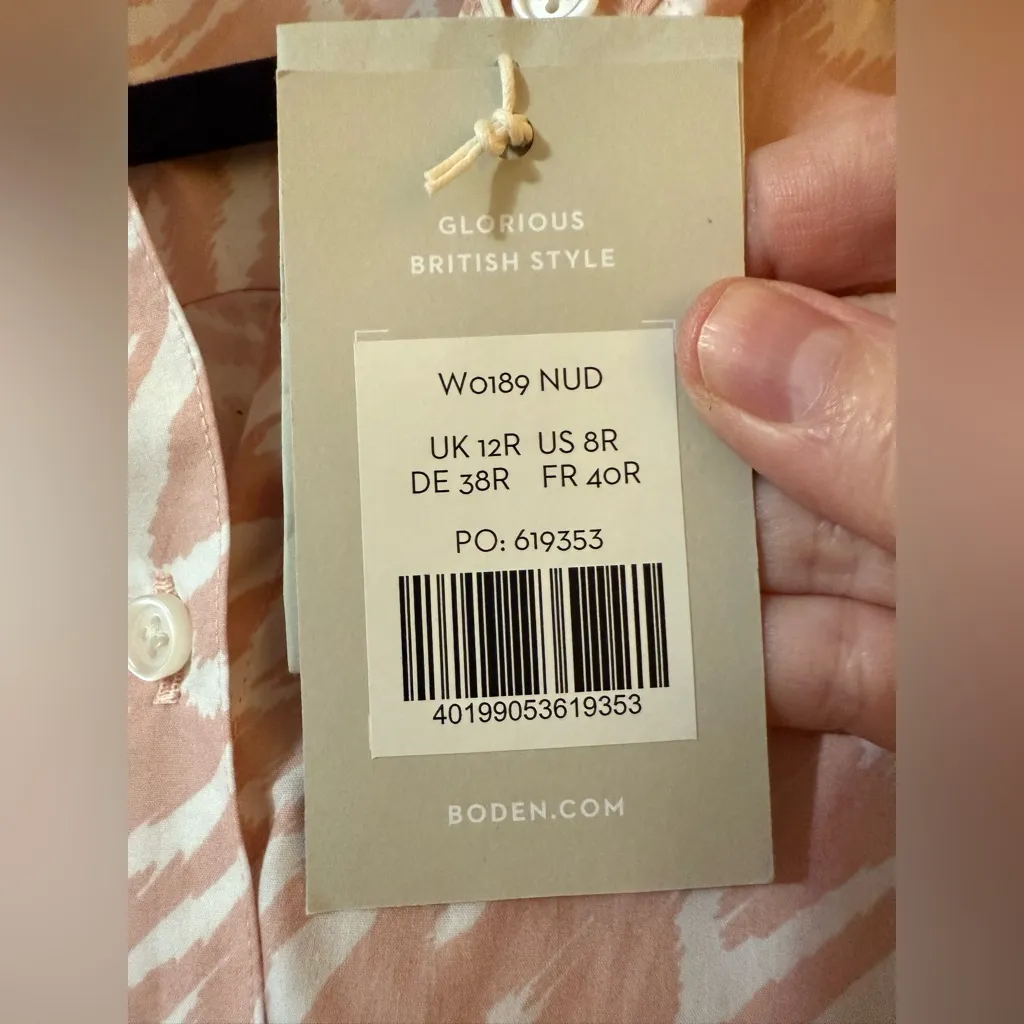 GLORIOUS
BRITISH STYLE
W0189 NUD
UK 12R US 8R
DE 38R FR 40R
PO: 619353
40199053619353
BODEN.COM